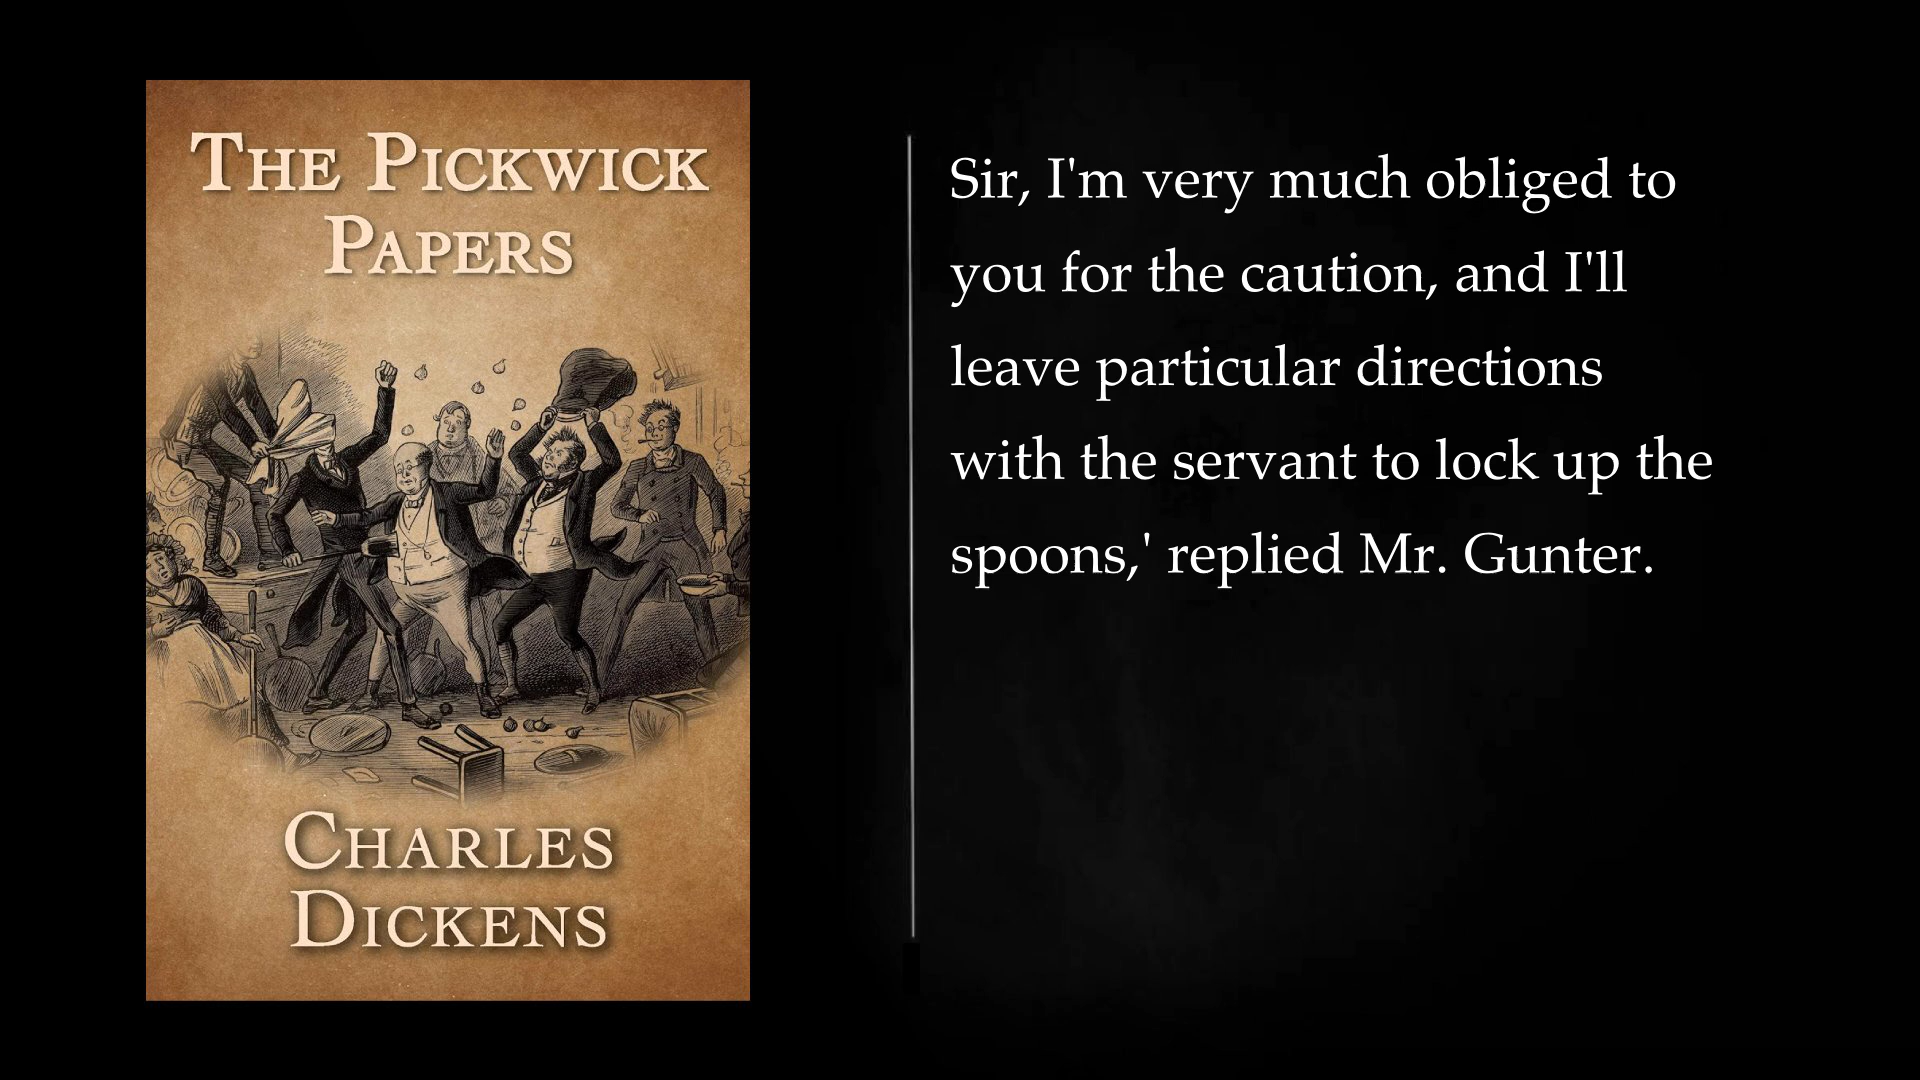 THE PICKWICK
PAPERS
CHARLES
DICKENS
Sir, I'm very much obliged to
you for the caution, and I'll
leave particular directions
with the servant to lock up the
spoons,' replied Mr. Gunter.